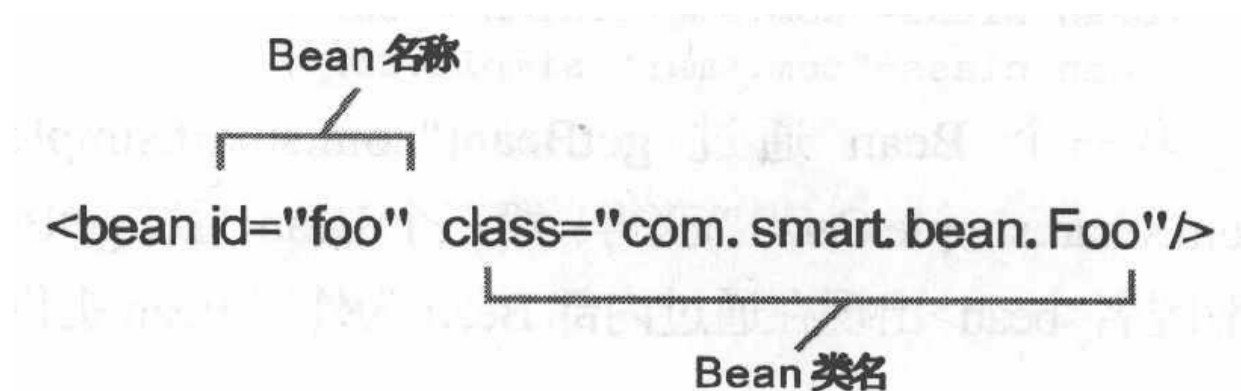 Bean 名称
<bean id="foo" class="com. smart. bean. Foo"/>
Bean 类名